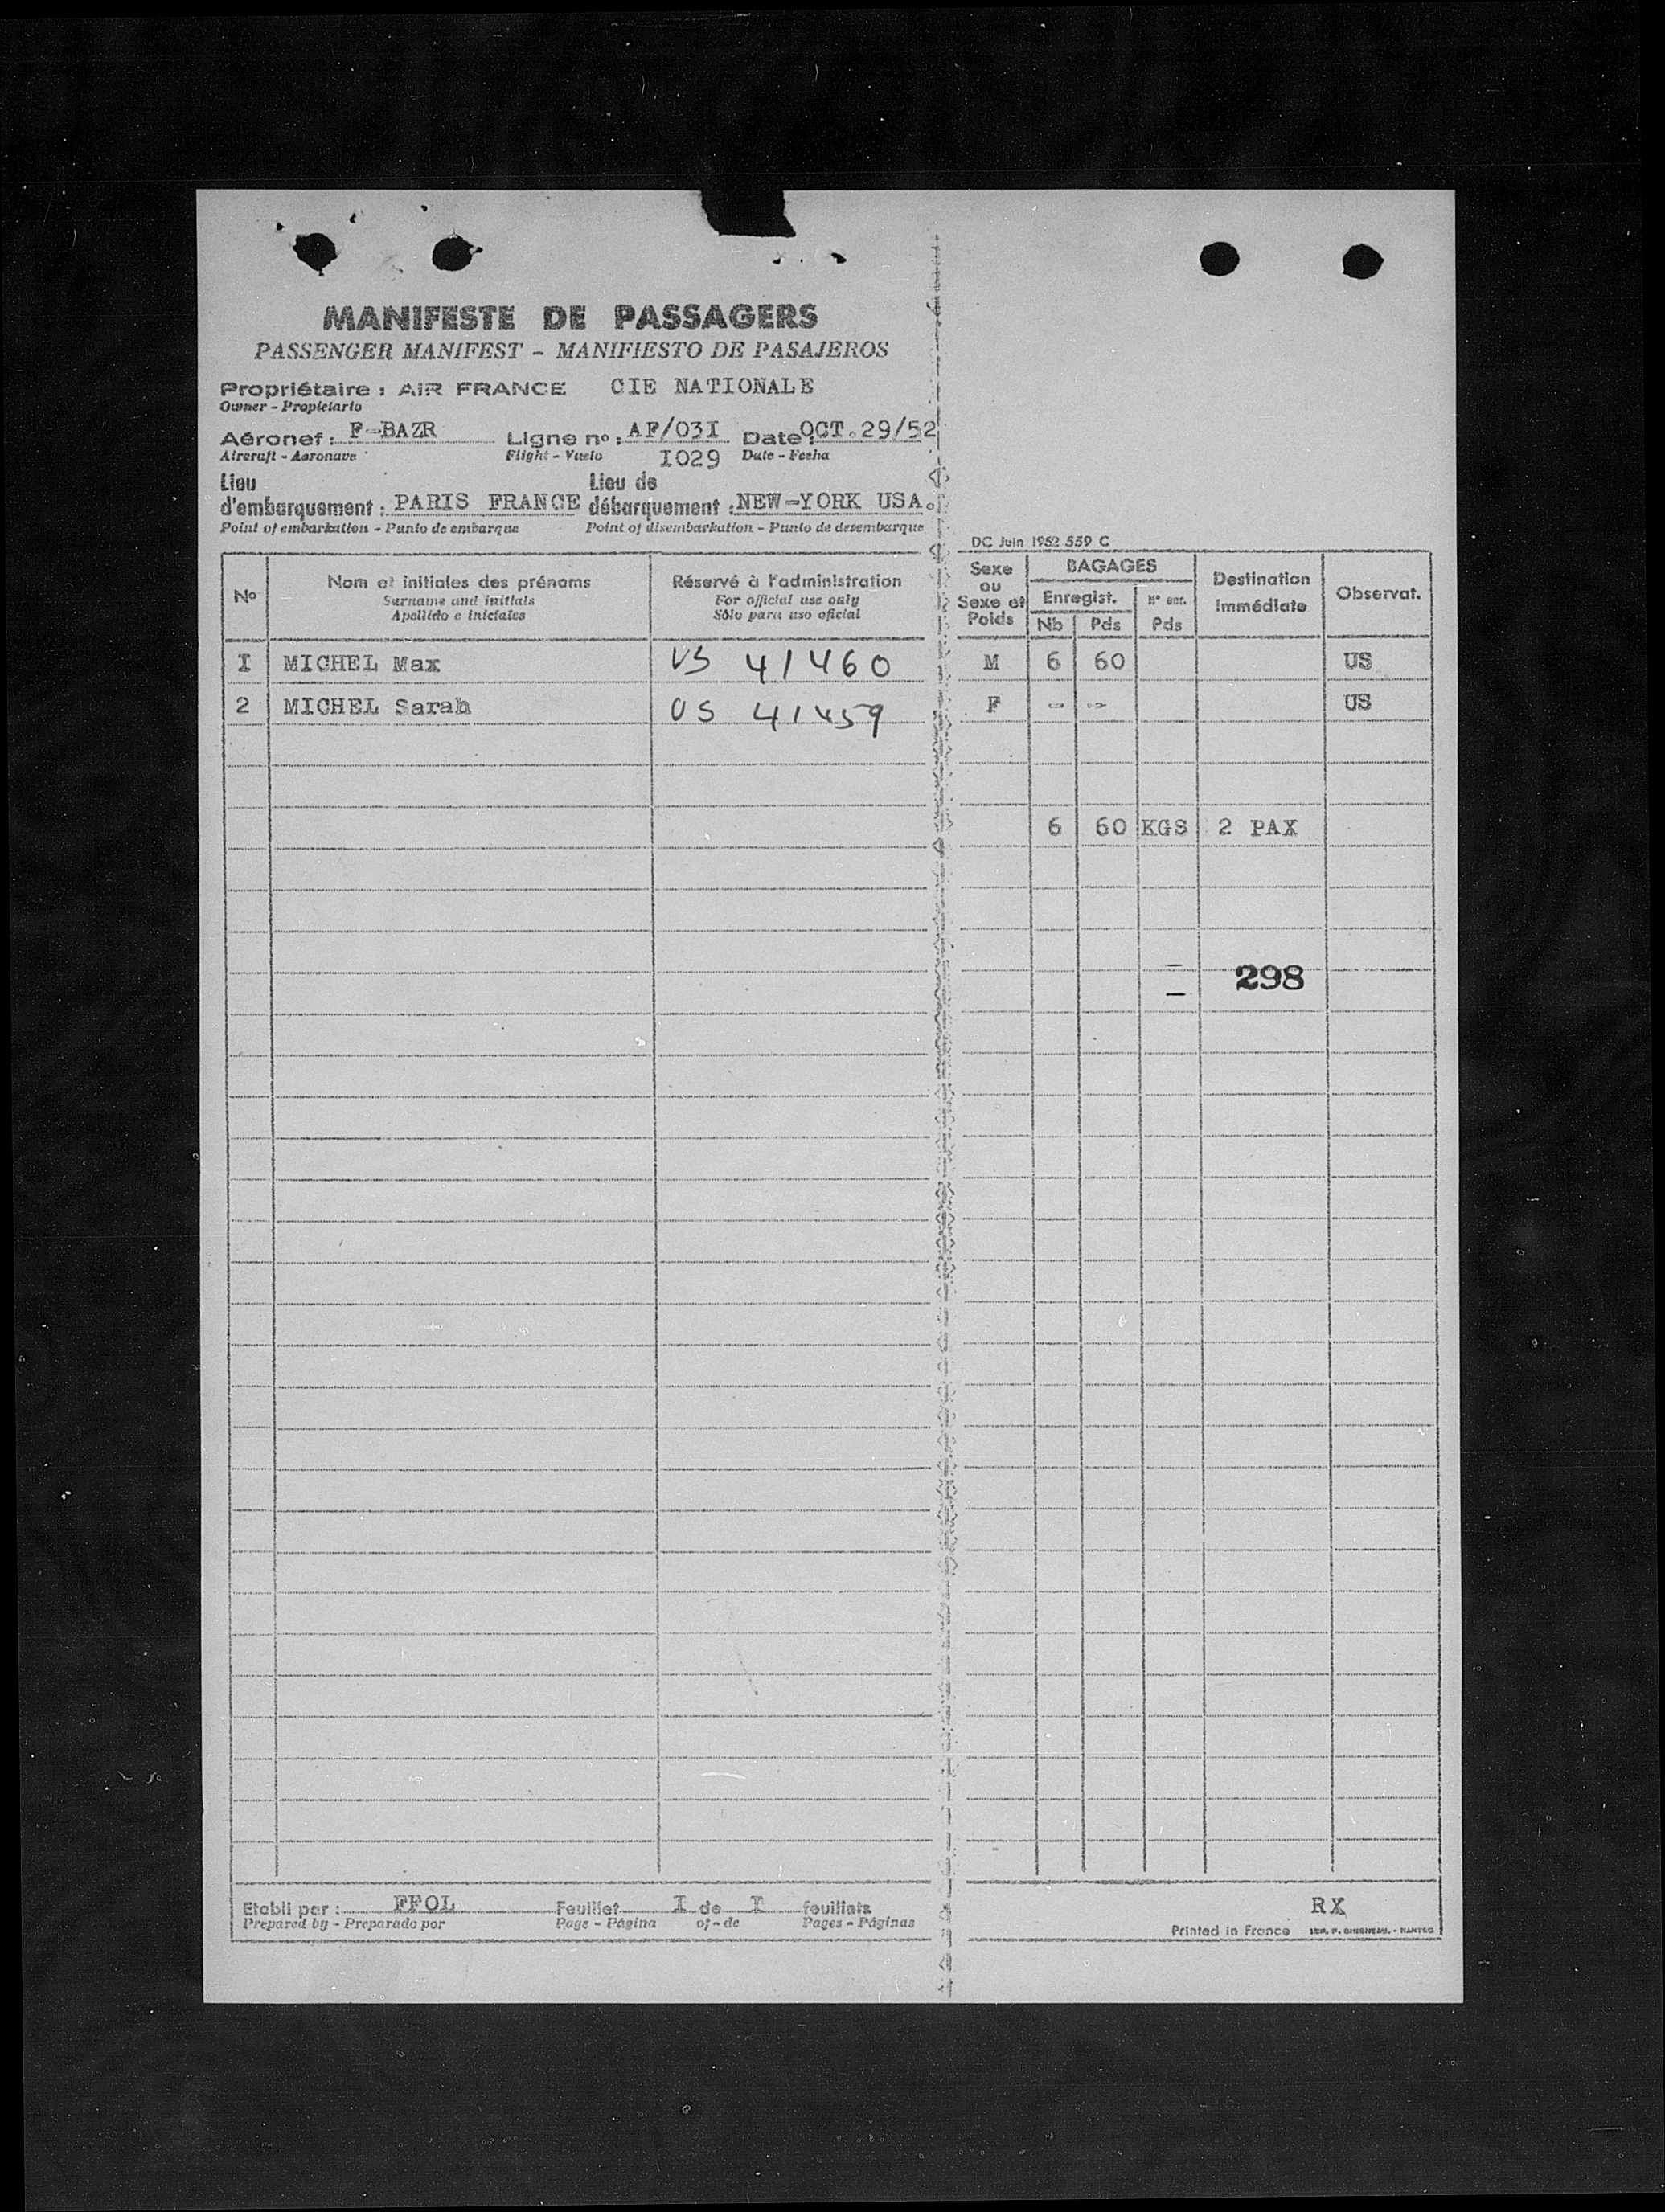 MANIFESTE DE PASSAGERS
PASSENGER MANIFEST - MANIFIESTO DE PASAJEROS
Propriétaire : AIR FRANCE CIE NATIONALE
Owner - Propietario
Aéronef : F-BAZR Ligne nº : AF/03I Date : OCT.29/52
Aircraft - Aeronave Flight - Vuelo I029 Date - Fecha
Lieu Lieu de
d'embarquement : PARIS FRANCE débarquement : NEW-YORK USA.
Point of embarkation - Punto de embarque Point of disembarkation - Punto de desembarque
DC Juin 1952 559 C
Nº Nom et initiales des prénoms Réservé à l'administration Sexe ou Sexe et Poids BAGAGES Destination Immédiate Observat.
Surname and initials For official use only Enregist. Nº enr.
Apellido e iniciales Sólo para uso oficial Nb Pds Pds
I MICHEL Max US 41460 M 6 60 US
2 MICHEL Sarah US 41459 F - - US
6 60 KGS 2 PAX
298
Etabli par : FFOL Feuillet I de I feuillets RX
Prepared by - Preparado por Page - Página of - de Pages - Páginas
Printed in France